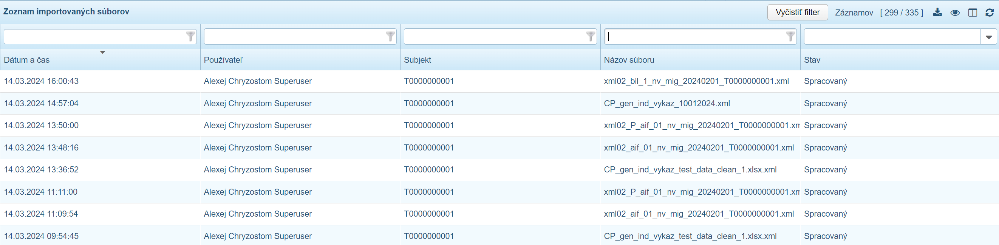 Zoznam importovaných súborov Vyčistiť filter Záznamov [ 299 / 335 ]
Dátum a čas Používateľ Subjekt Názov súboru Stav
14.03.2024 16:00:43 Alexej Chryzostom Superuser T0000000001 xml02_bil_1_nv_mig_20240201_T0000000001.xml Spracovaný
14.03.2024 14:57:04 Alexej Chryzostom Superuser T0000000001 CP_gen_ind_vykaz_10012024.xml Spracovaný
14.03.2024 13:50:00 Alexej Chryzostom Superuser T0000000001 xml02_P_aif_01_nv_mig_20240201_T0000000001.xm Spracovaný
14.03.2024 13:48:16 Alexej Chryzostom Superuser T0000000001 xml02_aif_01_nv_mig_20240201_T0000000001.xml Spracovaný
14.03.2024 13:36:52 Alexej Chryzostom Superuser T0000000001 CP_gen_ind_vykaz_test_data_clean_1.xlsx.xml Spracovaný
14.03.2024 11:11:00 Alexej Chryzostom Superuser T0000000001 xml02_P_aif_01_nv_mig_20240201_T0000000001.xm Spracovaný
14.03.2024 11:09:54 Alexej Chryzostom Superuser T0000000001 xml02_aif_01_nv_mig_20240201_T0000000001.xml Spracovaný
14.03.2024 09:54:45 Alexej Chryzostom Superuser T0000000001 CP_gen_ind_vykaz_test_data_clean_1.xlsx.xml Spracovaný